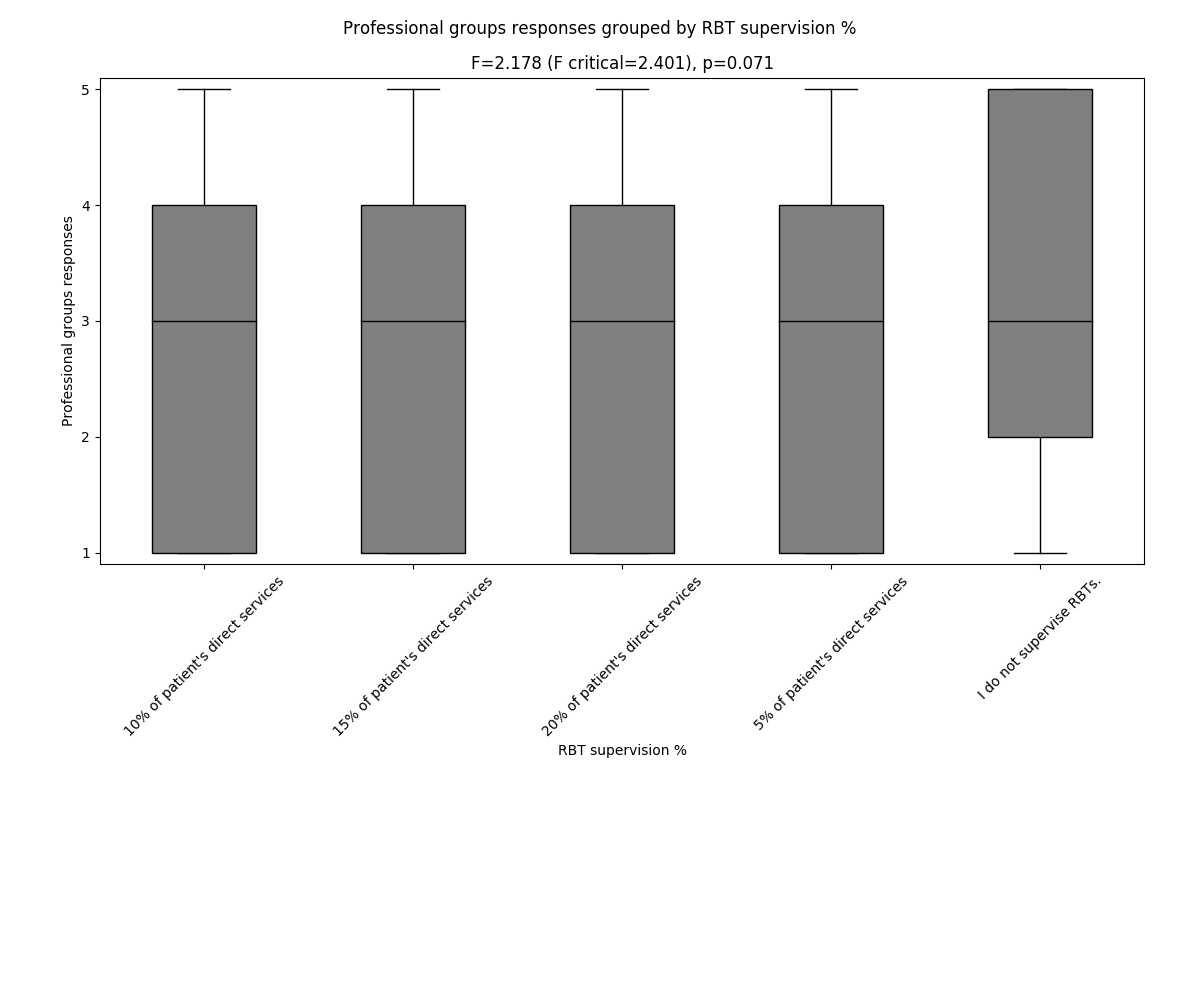 Professional groups responses grouped by RBT supervision %
F=2.178 (F critical=2.401), p=0.071
Professional groups responses
5
4
3
2
1
10% of patient's direct services
15% of patient's direct services
20% of patient's direct services
5% of patient's direct services
I do not supervise RBTs.
RBT supervision %